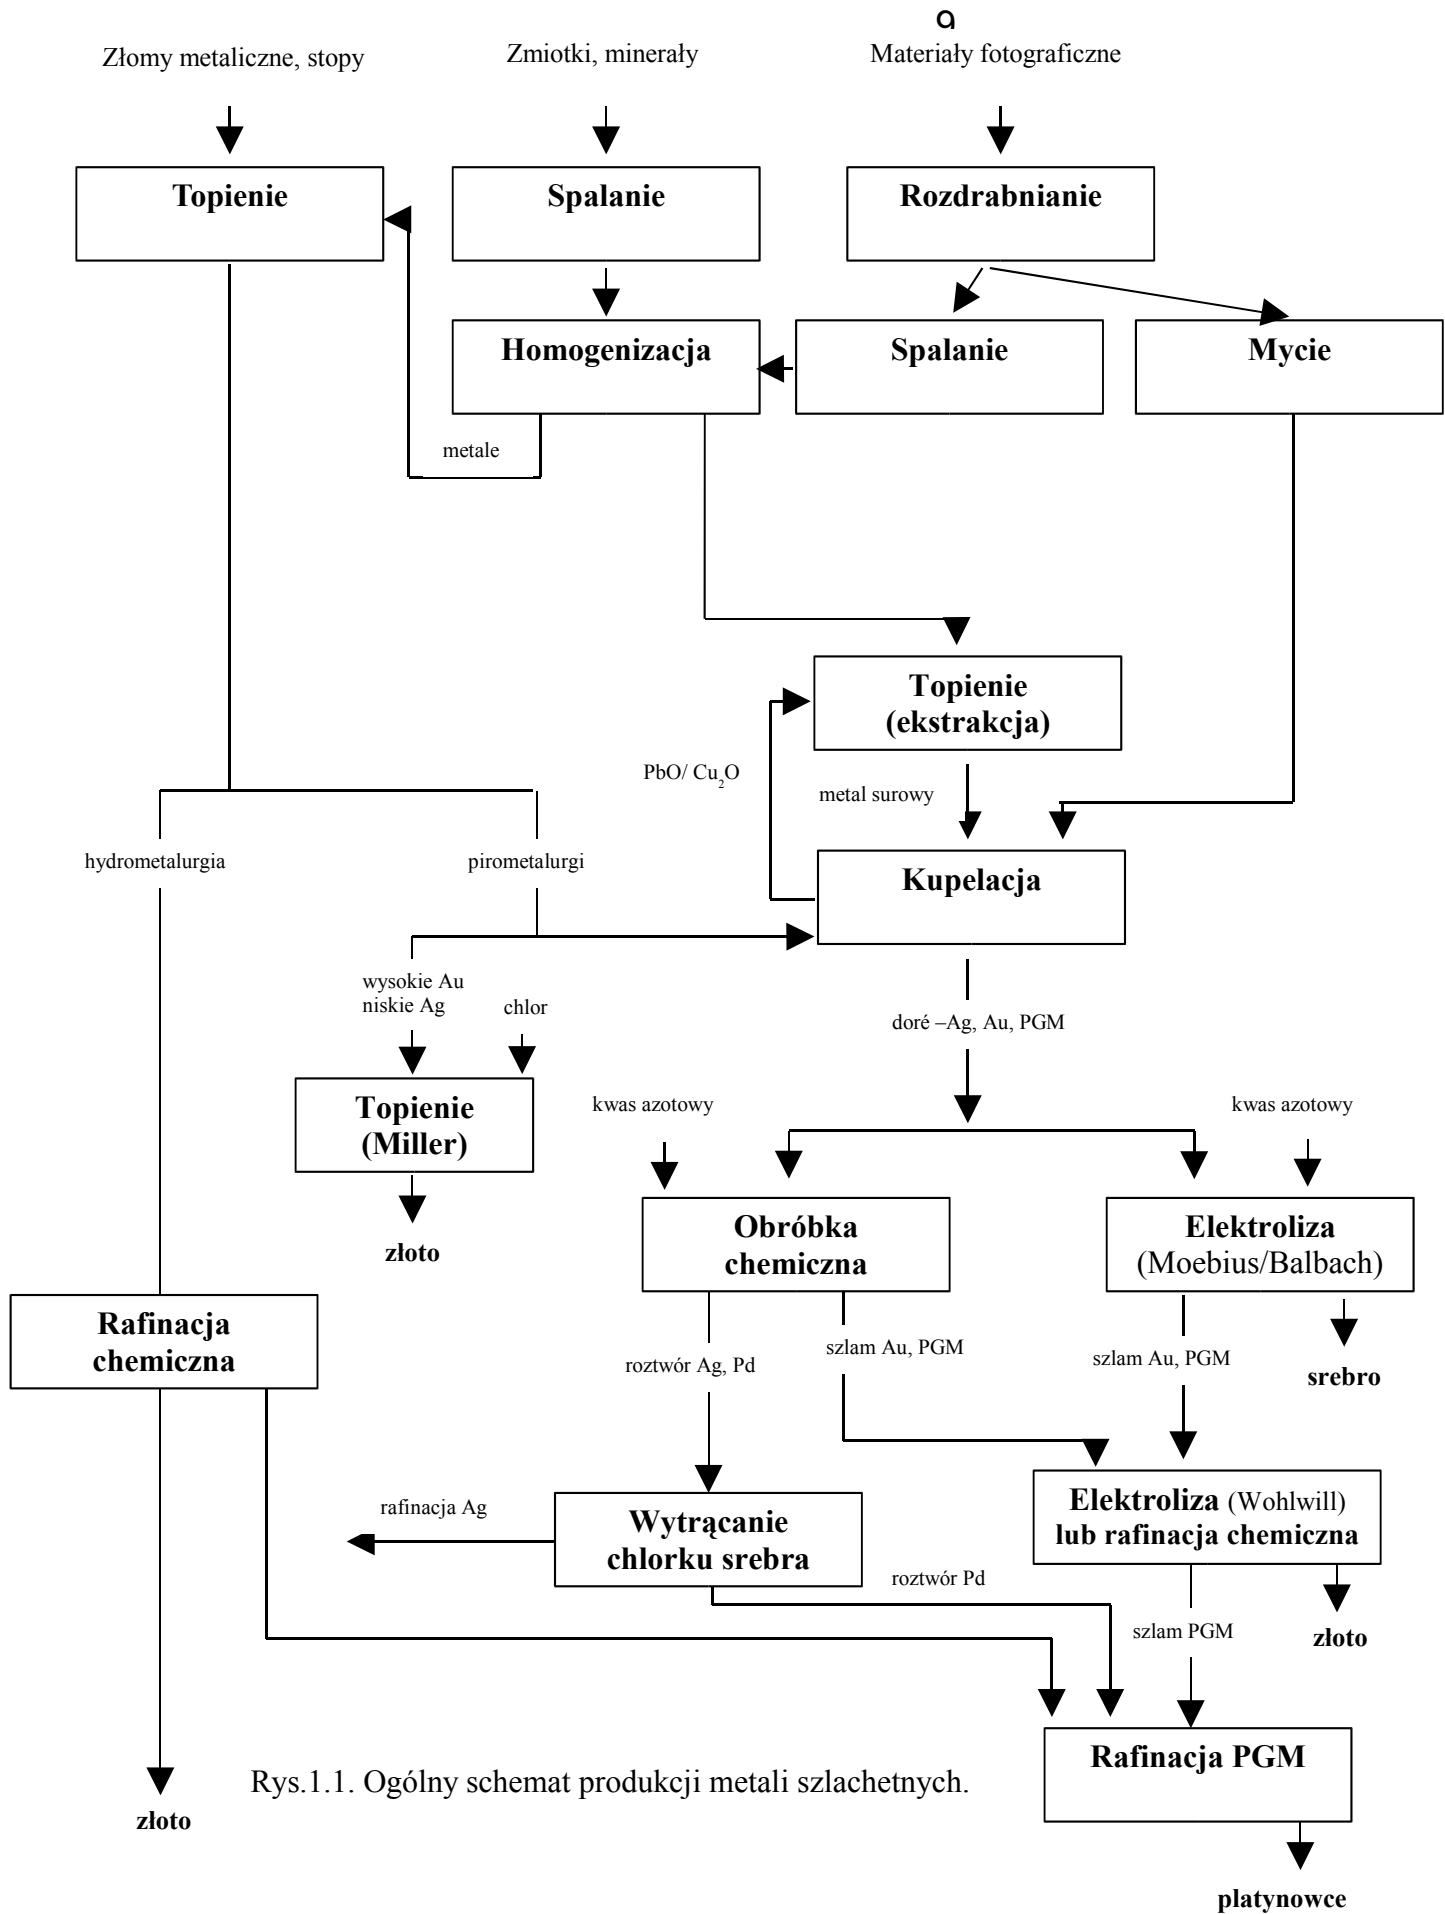 9
Złomy metaliczne, stopy
Zmiotki, minerały
Materiały fotograficzne
Topienie
Spalanie
Rozdrabnianie
Homogenizacja
Spalanie
Mycie
metale
Topienie
(ekstrakcja)
PbO/ Cu₂O
metal surowy
hydrometalurgia
pirometalurgi
Kupelacja
wysokie Au
niskie Ag
chlor
doré –Ag, Au, PGM
Topienie
(Miller)
kwas azotowy
kwas azotowy
złoto
Obróbka
chemiczna
Elektroliza
(Moebius/Balbach)
Rafinacja
chemiczna
roztwór Ag, Pd
szlam Au, PGM
szlam Au, PGM
srebro
rafinacja Ag
Wytrącanie
chlorku srebra
Elektroliza (Wohlwill)
lub rafinacja chemiczna
roztwór Pd
szlam PGM
złoto
Rafinacja PGM
Rys.1.1. Ogólny schemat produkcji metali szlachetnych.
złoto
platynowce